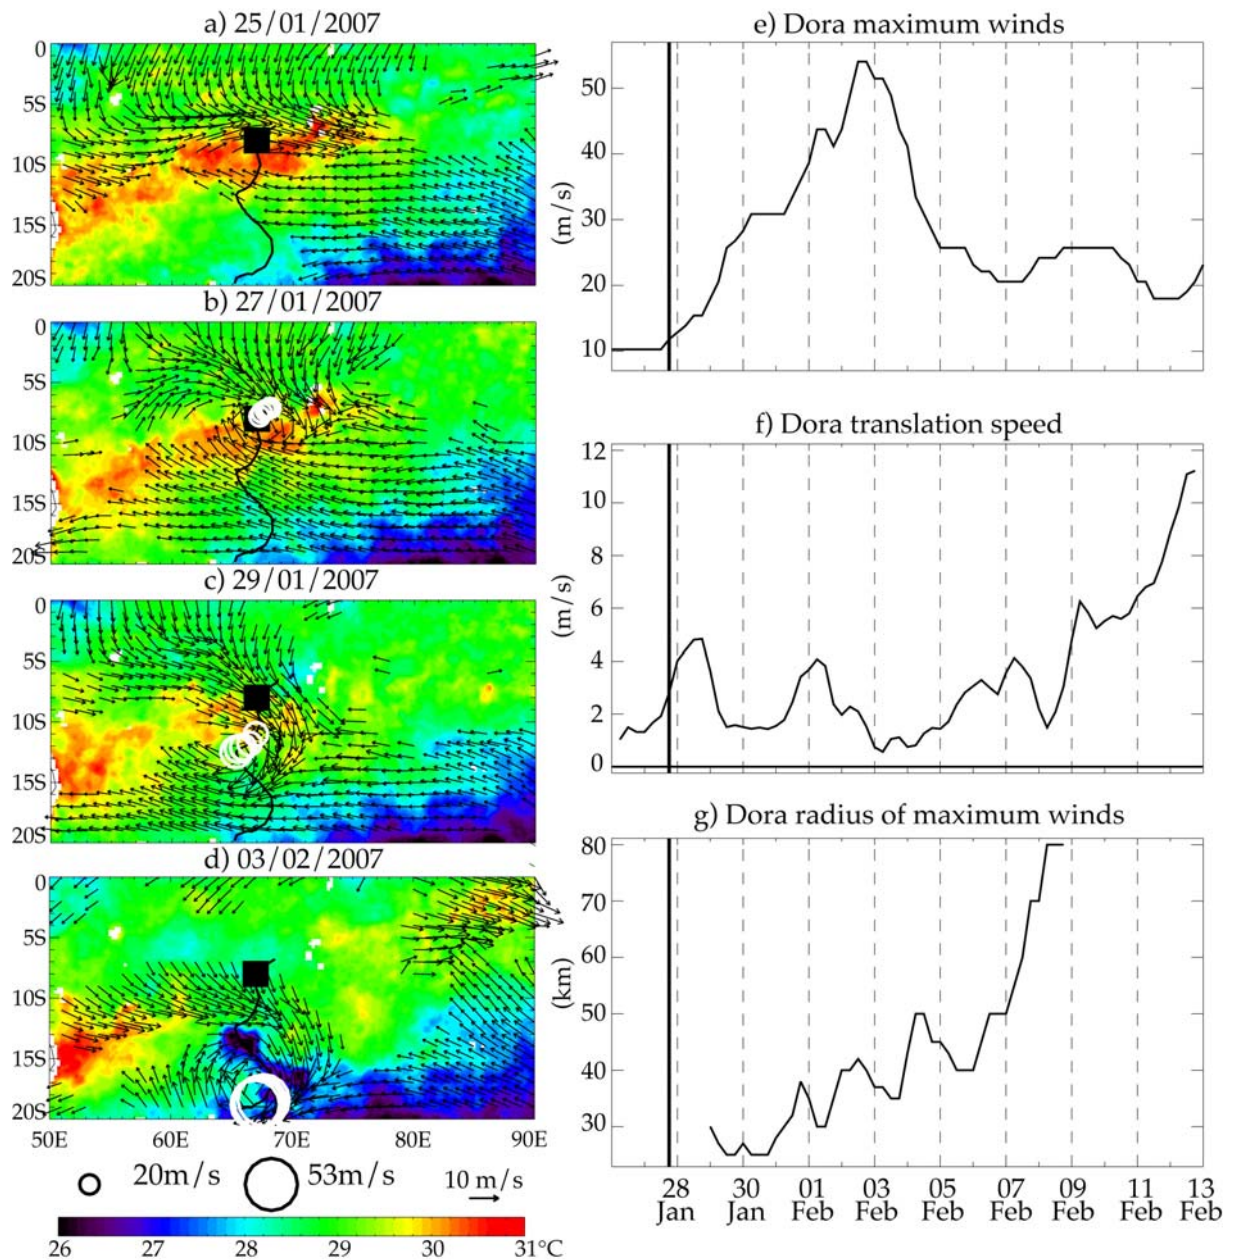 a) 25/01/2007
0
5S
10S
15S
20S
b) 27/01/2007
0
5S
10S
15S
20S
c) 29/01/2007
0
5S
10S
15S
20S
d) 03/02/2007
0
5S
10S
15S
20S
50E 60E 70E 80E 90E
20m/s 53m/s 10 m/s
26 27 28 29 30 31°C
e) Dora maximum winds
50
40
30
20
10
(m/s)
f) Dora translation speed
12
10
8
6
4
2
0
(m/s)
g) Dora radius of maximum winds
80
70
60
50
40
30
(km)
28 30 01 03 05 07 09 11 13
Jan Jan Feb Feb Feb Feb Feb Feb Feb